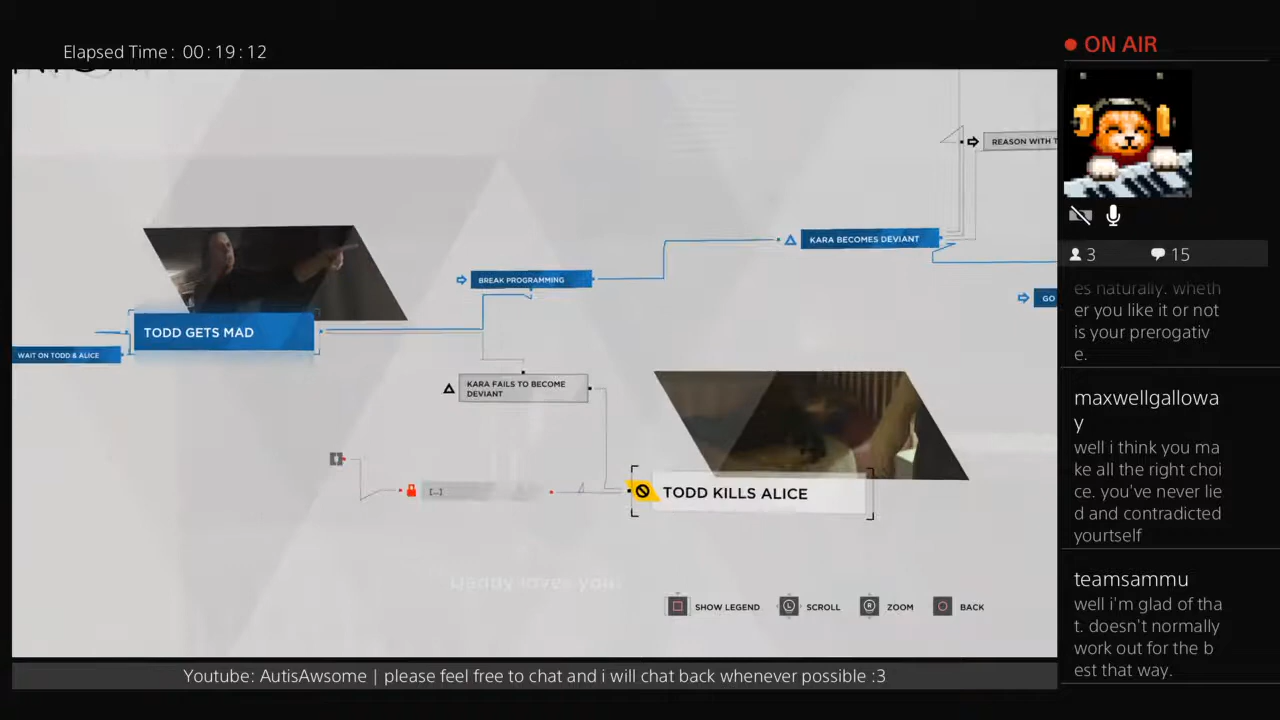 Elapsed Time: 00:19:12
ON AIR
REASON WITH T
KARA BECOMES DEVIANT
BREAK PROGRAMMING
GO
TODD GETS MAD
WAIT ON TODD & ALICE
KARA FAILS TO BECOME
DEVIANT
[...]
TODD KILLS ALICE
Daddy loves you
SHOW LEGEND
L
SCROLL
R
ZOOM
BACK
Youtube: AutisAwsome | please feel free to chat and i will chat back whenever possible :3
3
15
es naturally. wheth
er you like it or not
is your prerogativ
e.
maxwellgallowa
y
well i think you ma
ke all the right choi
ce. you've never lie
d and contradicted
yourtself
teamsammu
well i'm glad of tha
t. doesn't normally
work out for the b
est that way.